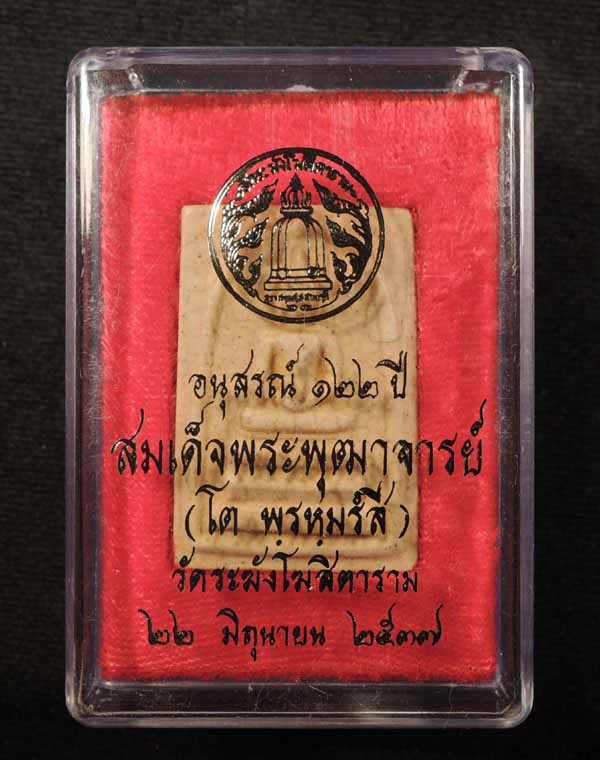 อนุสรณ์ ๑๒๒ ปี
สมเด็จพระพุฒาจารย์
(โต พฺรหฺมรํสี)
วัดระฆังโฆสิตาราม
๒๒ มิถุนายน ๒๕๓๗